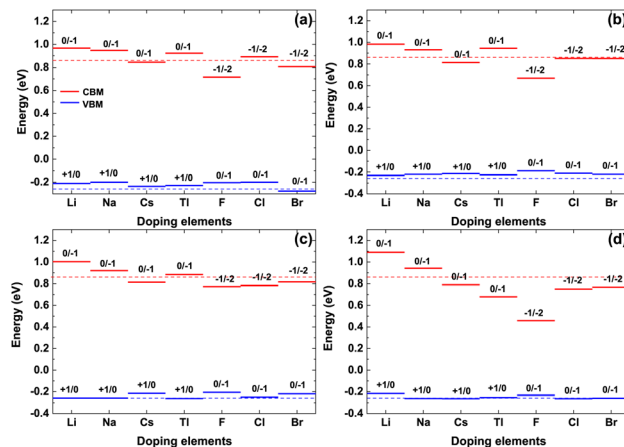 (a)
0/-1 0/-1 0/-1 0/-1 -1/-2 -1/-2 -1/-2
CBM
VBM
+1/0 +1/0 +1/0 +1/0 0/-1 0/-1 0/-1
1.2
1.0
0.8
0.6
0.4
0.2
0.0
-0.2
Energy (eV)
Li Na Cs Tl F Cl Br
Doping elements
(b)
0/-1 0/-1 0/-1 0/-1 -1/-2 -1/-2 -1/-2
+1/0 +1/0 +1/0 +1/0 0/-1 0/-1 0/-1
1.2
1.0
0.8
0.6
0.4
0.2
0.0
-0.2
-0.4
Energy (eV)
Li Na Cs Tl F Cl Br
Doping elements
(c)
0/-1 0/-1 0/-1 0/-1 -1/-2 -1/-2 -1/-2
+1/0 +1/0 +1/0 +1/0 0/-1 0/-1 0/-1
1.2
1.0
0.8
0.6
0.4
0.2
0.0
-0.2
-0.4
Energy (eV)
Li Na Cs Tl F Cl Br
Doping elements
(d)
0/-1 0/-1 0/-1 0/-1 -1/-2 -1/-2 -1/-2
+1/0 +1/0 +1/0 +1/0 0/-1 0/-1 0/-1
1.2
1.0
0.8
0.6
0.4
0.2
0.0
-0.2
-0.4
Energy (eV)
Li Na Cs Tl F Cl Br
Doping elements